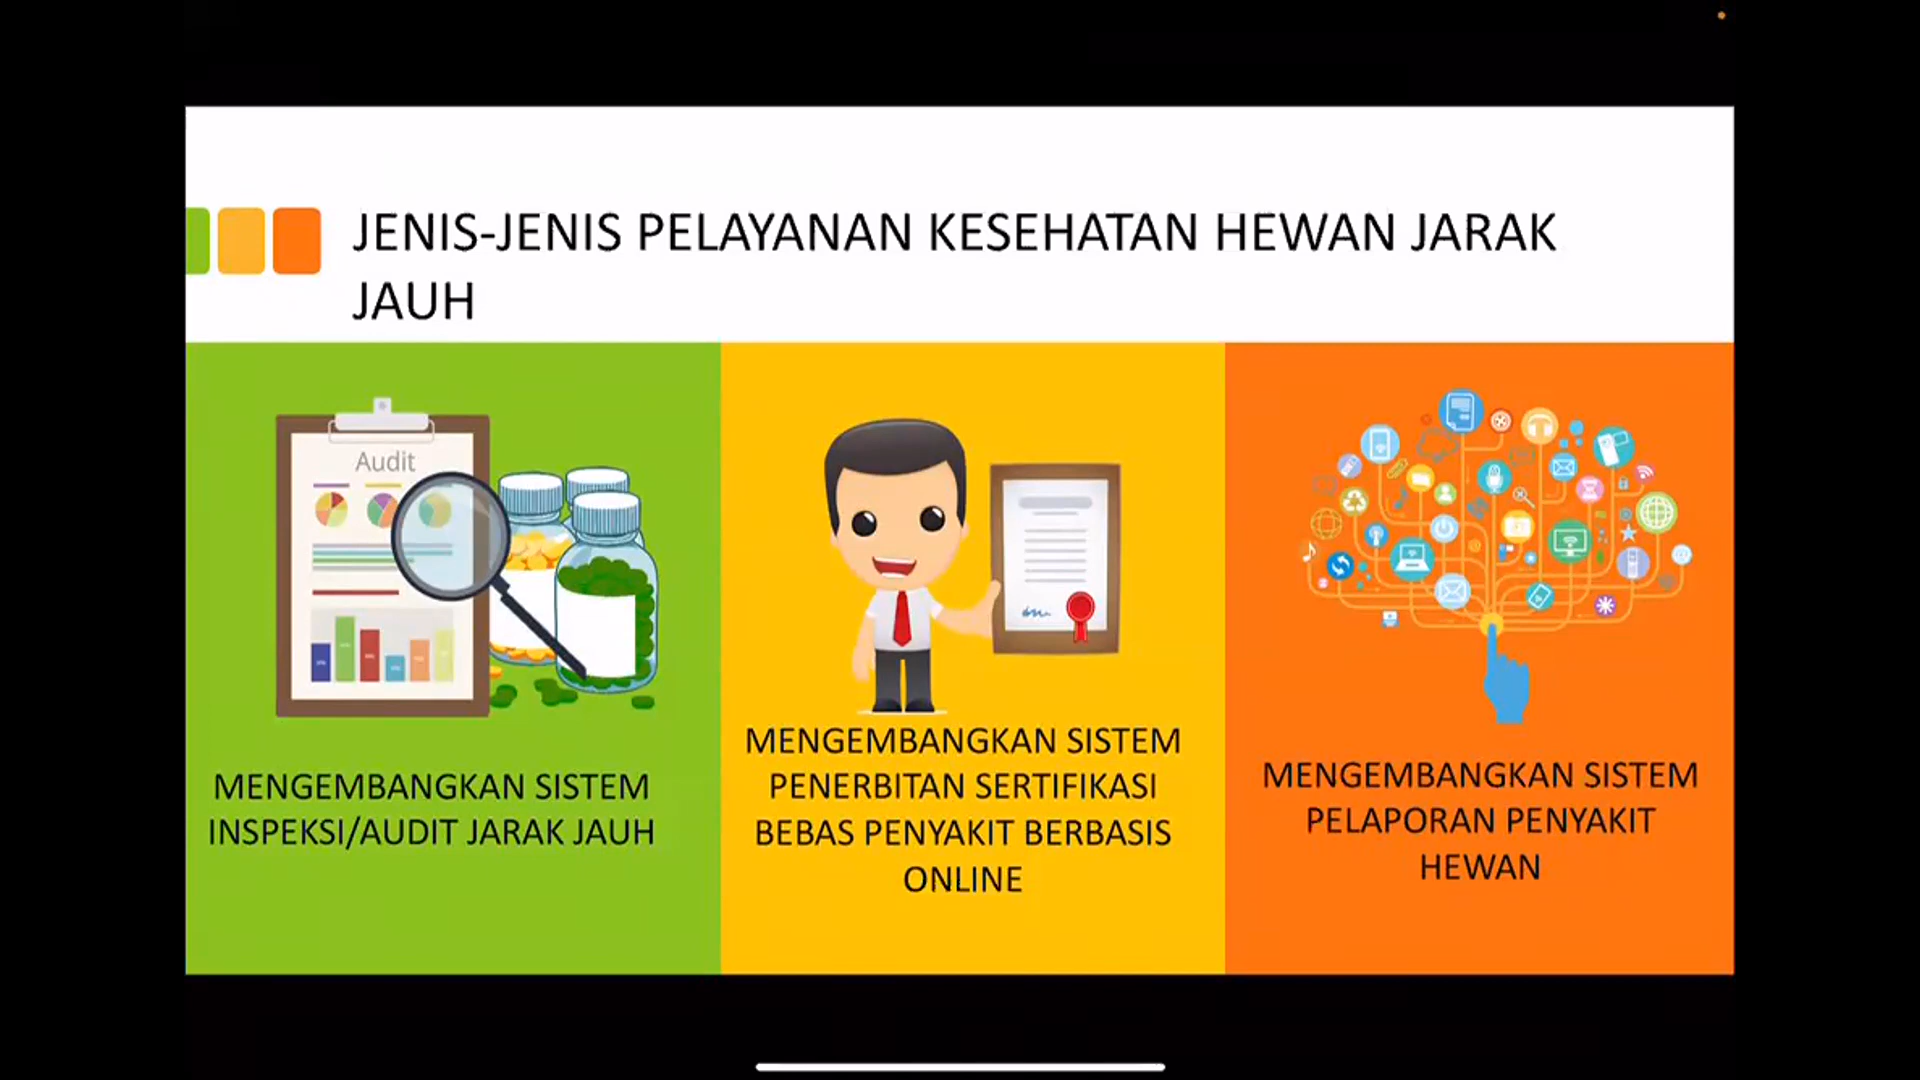 JENIS-JENIS PELAYANAN KESEHATAN HEWAN JARAK
JAUH
Audit
MENGEMBANGKAN SISTEM
INSPEKSI/AUDIT JARAK JAUH
MENGEMBANGKAN SISTEM
PENERBITAN SERTIFIKASI
BEBAS PENYAKIT BERBASIS
ONLINE
MENGEMBANGKAN SISTEM
PELAPORAN PENYAKIT
HEWAN